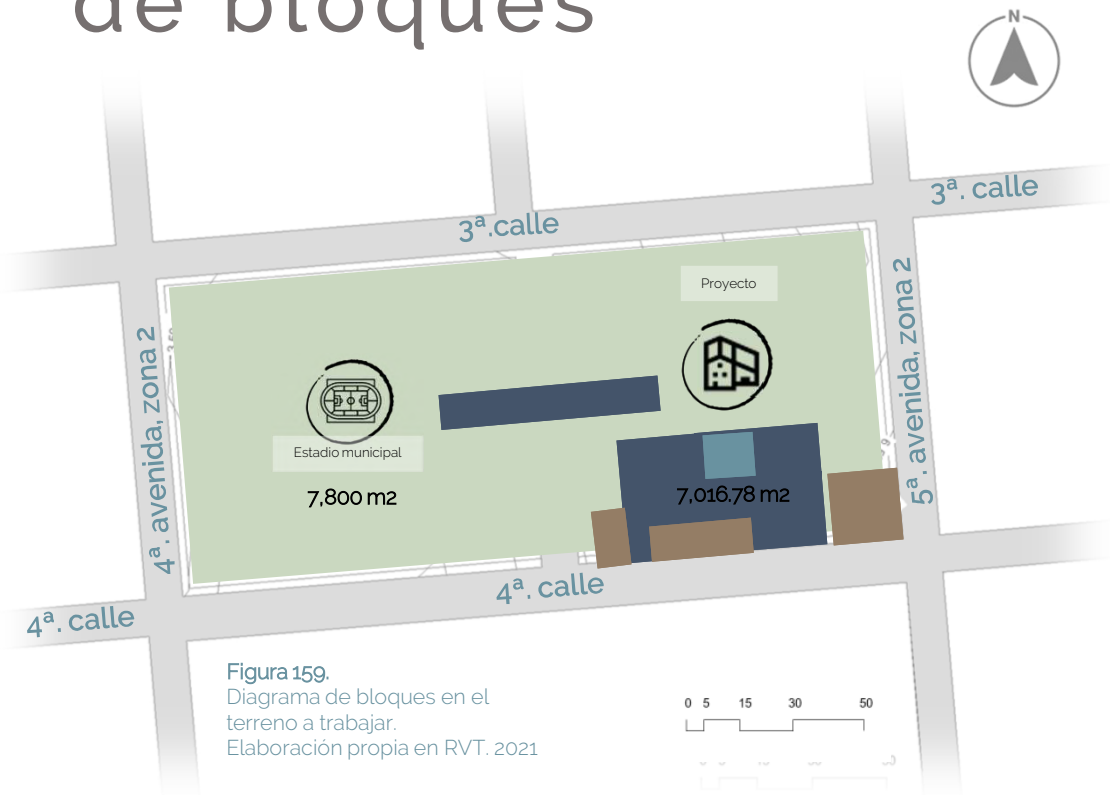 de bloques
N
3ª. calle
3ª.calle
Proyecto
4ª. avenida, zona 2
5ª. avenida, zona 2
Estadio municipal
7,800 m2
7,016.78 m2
4ª. calle
4ª. calle
Figura 159.
Diagrama de bloques en el
terreno a trabajar.
Elaboración propia en RVT. 2021
0 5 15 30 50